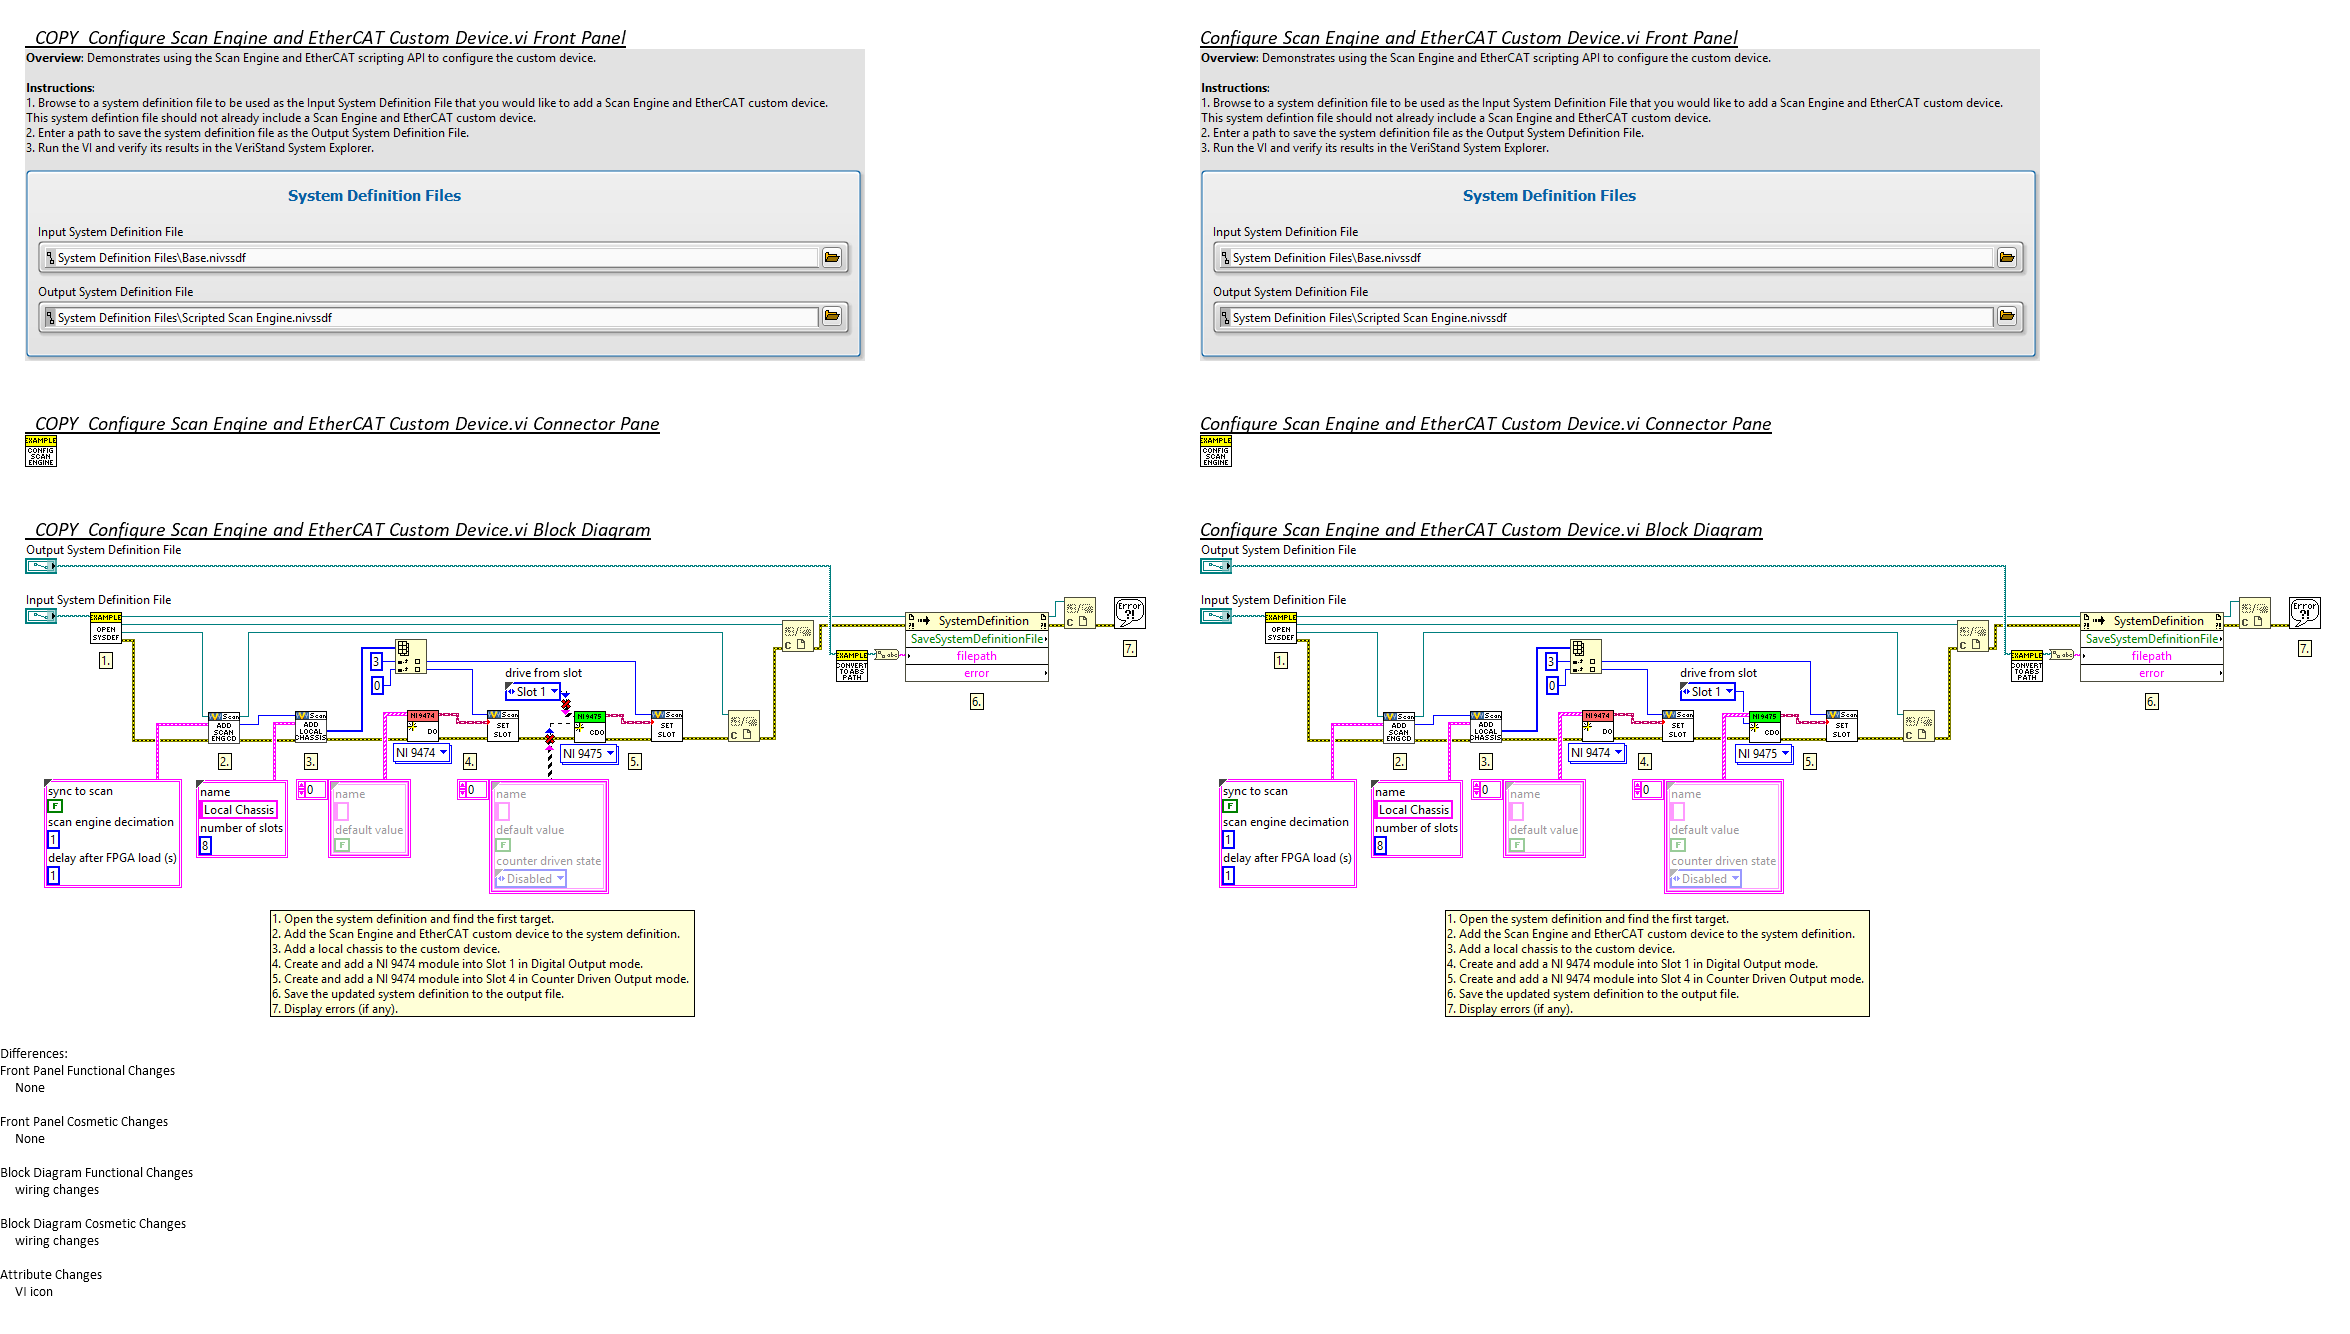 _COPY_Configure Scan Engine and EtherCAT Custom Device.vi Front Panel
Overview: Demonstrates using the Scan Engine and EtherCAT scripting API to configure the custom device.
Instructions:
1. Browse to a system definition file to be used as the Input System Definition File that you would like to add a Scan Engine and EtherCAT custom device.
This system defintion file should not already include a Scan Engine and EtherCAT custom device.
2. Enter a path to save the system definition file as the Output System Definition File.
3. Run the VI and verify its results in the VeriStand System Explorer.
System Definition Files
Input System Definition File
System Definition Files\Base.nivssdf
Output System Definition File
System Definition Files\Scripted Scan Engine.nivssdf
_COPY_Configure Scan Engine and EtherCAT Custom Device.vi Connector Pane
EXAMPLE
CONFIG
SCAN
ENGINE
_COPY_Configure Scan Engine and EtherCAT Custom Device.vi Block Diagram
Output System Definition File
Input System Definition File
EXAMPLE
OPEN
SYSDEF
1.
3
0
drive from slot
Slot 1
Scan
ADD
SCAN
ENG CD
2.
Scan
ADD
LOCAL
CHASSIS
3.
NI 9474
DO
NI 9474
4.
Scan
SET
SLOT
NI 9475
CDO
NI 9475
5.
Scan
SET
SLOT
EXAMPLE
CONVERT
TO ABS
PATH
abc
SystemDefinition
SaveSystemDefinitionFile
filepath
error
6.
Error
?!
7.
sync to scan
F
scan engine decimation
1
delay after FPGA load (s)
1
name
Local Chassis
number of slots
8
0
name
default value
F
0
name
default value
F
counter driven state
Disabled
1. Open the system definition and find the first target.
2. Add the Scan Engine and EtherCAT custom device to the system definition.
3. Add a local chassis to the custom device.
4. Create and add a NI 9474 module into Slot 1 in Digital Output mode.
5. Create and add a NI 9474 module into Slot 4 in Counter Driven Output mode.
6. Save the updated system definition to the output file.
7. Display errors (if any).
Configure Scan Engine and EtherCAT Custom Device.vi Front Panel
Overview: Demonstrates using the Scan Engine and EtherCAT scripting API to configure the custom device.
Instructions:
1. Browse to a system definition file to be used as the Input System Definition File that you would like to add a Scan Engine and EtherCAT custom device.
This system defintion file should not already include a Scan Engine and EtherCAT custom device.
2. Enter a path to save the system definition file as the Output System Definition File.
3. Run the VI and verify its results in the VeriStand System Explorer.
System Definition Files
Input System Definition File
System Definition Files\Base.nivssdf
Output System Definition File
System Definition Files\Scripted Scan Engine.nivssdf
Configure Scan Engine and EtherCAT Custom Device.vi Connector Pane
EXAMPLE
CONFIG
SCAN
ENGINE
Configure Scan Engine and EtherCAT Custom Device.vi Block Diagram
Output System Definition File
Input System Definition File
EXAMPLE
OPEN
SYSDEF
1.
3
0
drive from slot
Slot 1
Scan
ADD
SCAN
ENG CD
2.
Scan
ADD
LOCAL
CHASSIS
3.
NI 9474
DO
NI 9474
4.
Scan
SET
SLOT
NI 9475
CDO
NI 9475
5.
Scan
SET
SLOT
EXAMPLE
CONVERT
TO ABS
PATH
abc
SystemDefinition
SaveSystemDefinitionFile
filepath
error
6.
Error
?!
7.
sync to scan
F
scan engine decimation
1
delay after FPGA load (s)
1
name
Local Chassis
number of slots
8
0
name
default value
F
0
name
default value
F
counter driven state
Disabled
1. Open the system definition and find the first target.
2. Add the Scan Engine and EtherCAT custom device to the system definition.
3. Add a local chassis to the custom device.
4. Create and add a NI 9474 module into Slot 1 in Digital Output mode.
5. Create and add a NI 9474 module into Slot 4 in Counter Driven Output mode.
6. Save the updated system definition to the output file.
7. Display errors (if any).
Differences:
Front Panel Functional Changes
None
Front Panel Cosmetic Changes
None
Block Diagram Functional Changes
wiring changes
Block Diagram Cosmetic Changes
wiring changes
Attribute Changes
VI icon